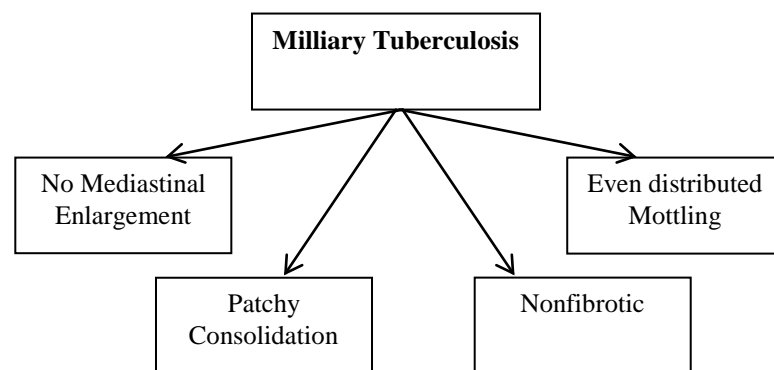 Milliary Tuberculosis
No Mediastinal
Enlargement
Even distributed
Mottling
Patchy
Consolidation
Nonfibrotic